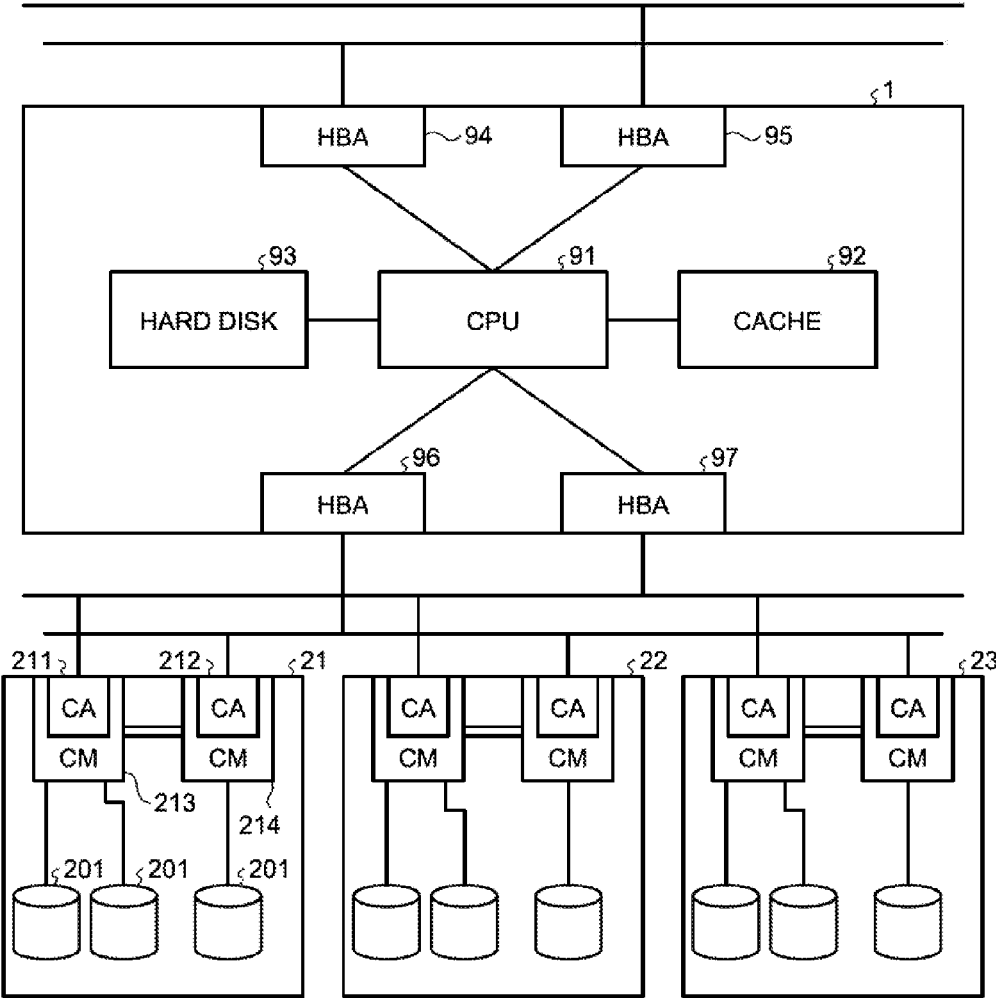 1
HBA 94 HBA 95
93 91 92
HARD DISK CPU CACHE
96 97
HBA HBA
211 212 21 22 23
CA CA CA CA CA CA
CM CM CM CM CM CM
213 214
201 201 201